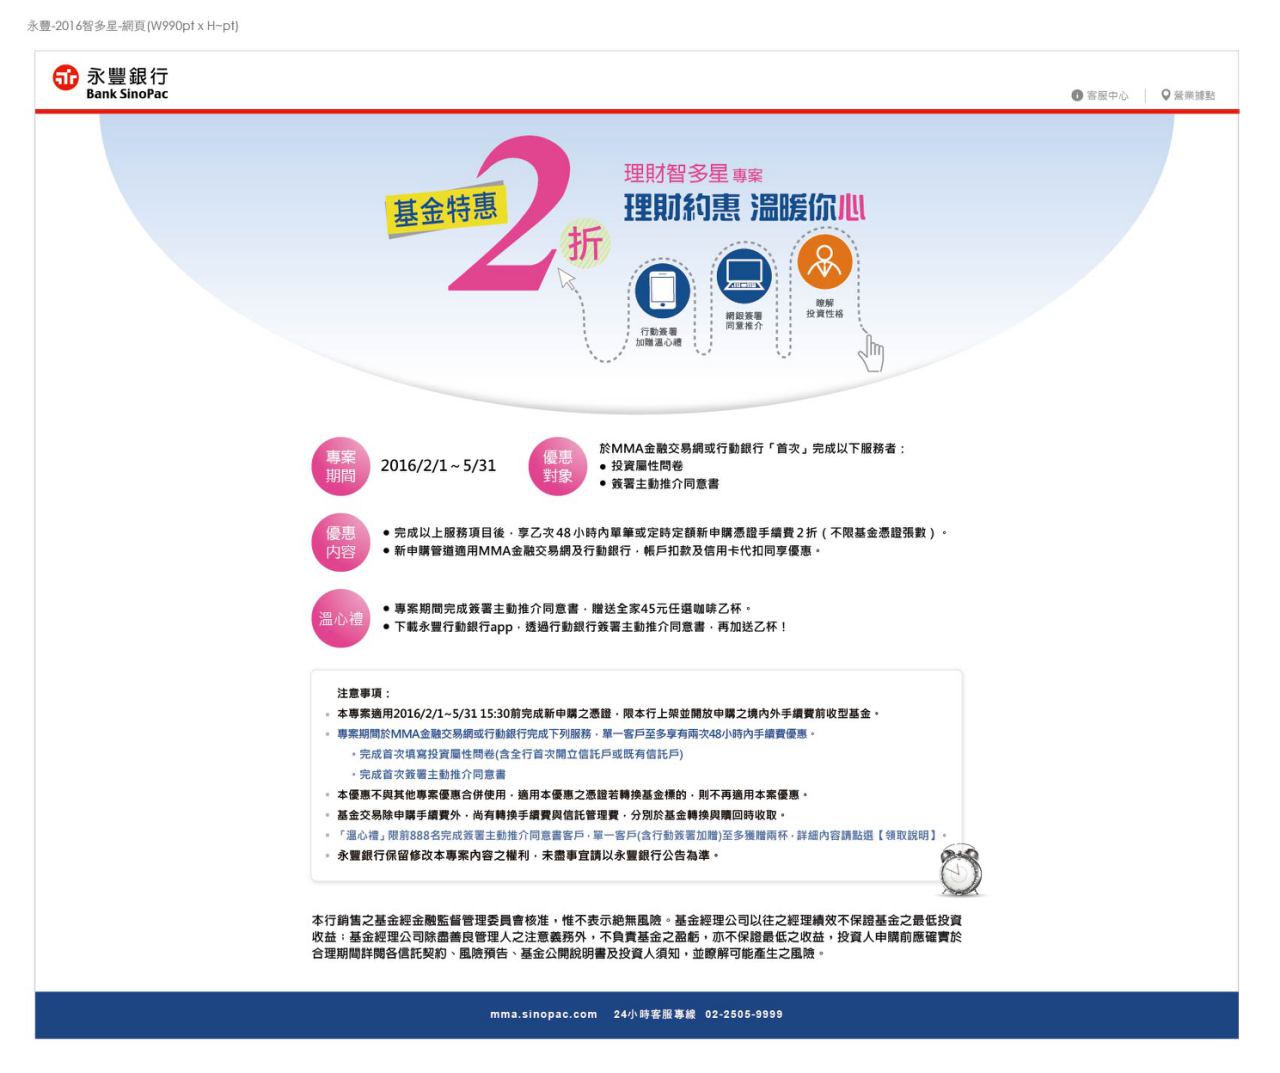 永豐-2016智多星-網頁(W990pt x H~pt)
永豐銀行
Bank SinoPac
客服中心
營業據點
基金特惠
2
折
理財智多星 專案
理財約惠 溫暖你心
瞭解
投資性格
網銀簽署
同意推介
行動簽署
加贈溫心禮
專案
期間
2016/2/1 ~ 5/31
優惠
對象
於MMA金融交易網或行動銀行「首次」完成以下服務者：
● 投資屬性問卷
● 簽署主動推介同意書
優惠
內容
● 完成以上服務項目後，享乙次 48 小時內單筆或定時定額新申購憑證手續費 2 折 ( 不限基金憑證張數 ) 。
● 新申購管道適用MMA金融交易網及行動銀行，帳戶扣款及信用卡代扣同享優惠。
溫心禮
● 專案期間完成簽署主動推介同意書，贈送全家45元任選咖啡乙杯。
● 下載永豐行動銀行app，透過行動銀行簽署主動推介同意書，再加送乙杯！
注意事項：
本專案適用2016/2/1~5/31 15:30前完成新申購之憑證，限本行上架並開放申購之境內外手續費前收型基金。
專案期間於MMA金融交易網或行動銀行完成下列服務，單一客戶至多享有兩次48小時內手續費優惠。
・完成首次填寫投資屬性問卷(含全行首次開立信託戶或既有信託戶)
・完成首次簽署主動推介同意書
本優惠不與其他專案優惠合併使用，適用本優惠之憑證若轉換基金標的，則不再適用本案優惠。
基金交易除申購手續費外，尚有轉換手續費與信託管理費，分別於基金轉換與贖回時收取。
「溫心禮」限前888名完成簽署主動推介同意書客戶，單一客戶(含行動簽署加贈)至多獲贈兩杯，詳細內容請點選【領取說明】。
永豐銀行保留修改本專案內容之權利，未盡事宜請以永豐銀行公告為準。
本行銷售之基金經金融監督管理委員會核准，惟不表示絕無風險。基金經理公司以往之經理績效不保證基金之最低投資
收益；基金經理公司除盡善良管理人之注意義務外，不負責基金之盈虧，亦不保證最低之收益，投資人申購前應確實於
合理期間詳閱各信託契約、風險預告、基金公開說明書及投資人須知，並瞭解可能產生之風險。
mma.sinopac.com 24小時客服專線 02-2505-9999